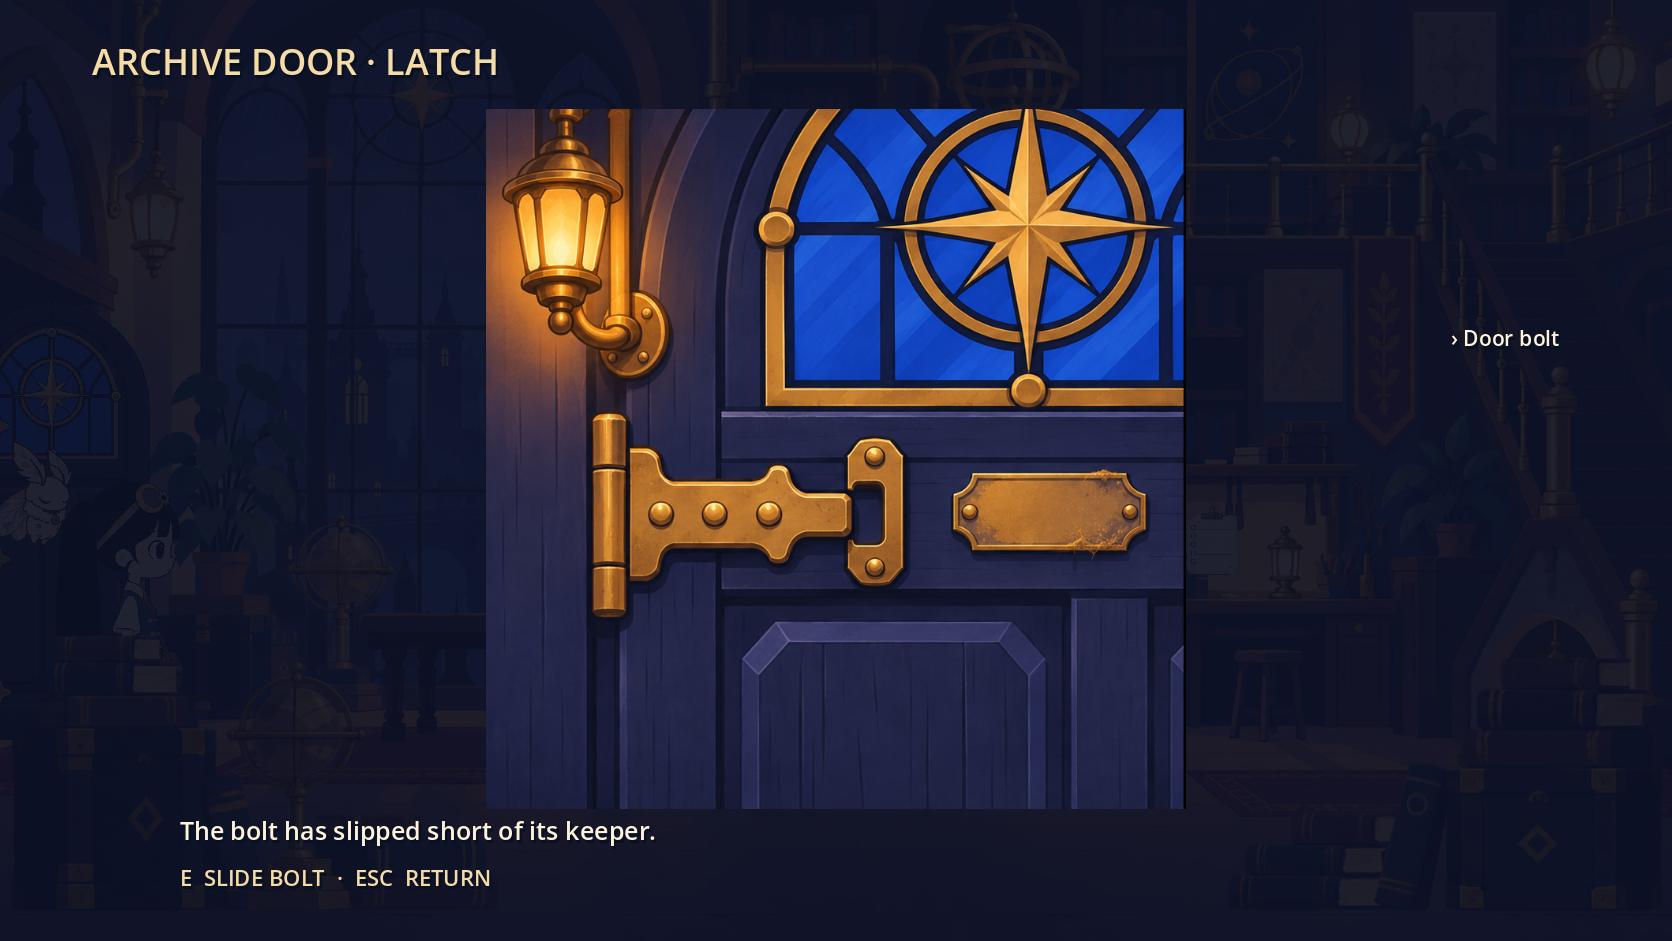 ARCHIVE DOOR · LATCH
› Door bolt
The bolt has slipped short of its keeper.
E SLIDE BOLT · ESC RETURN